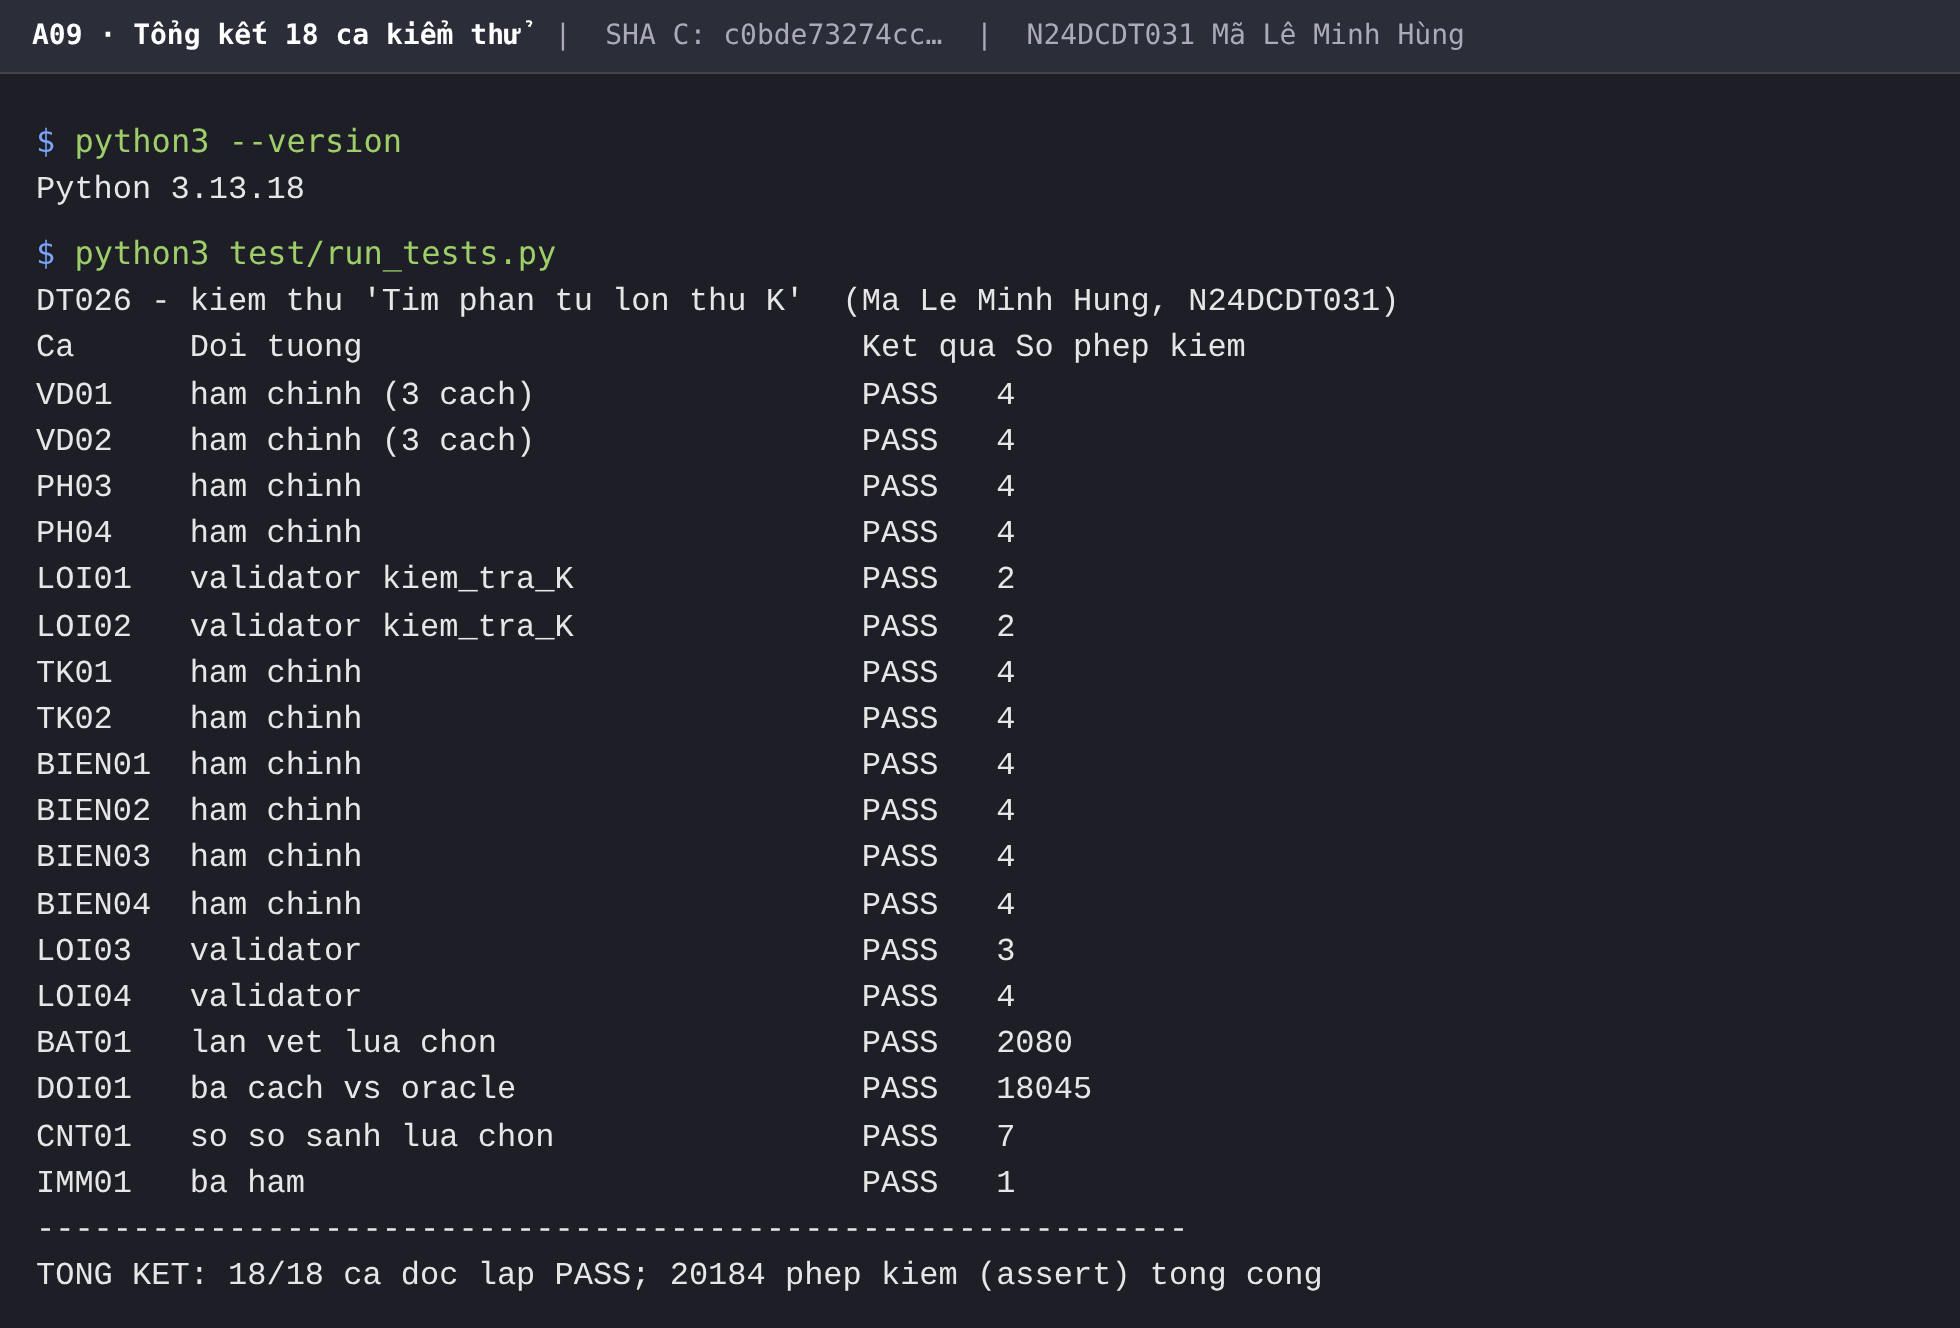 A09 · Tổng kết 18 ca kiểm thử | SHA C: c0bde73274cc… | N24DCDT031 Mã Lê Minh Hùng
$ python3 --version
Python 3.13.18
$ python3 test/run_tests.py
DT026 - kiem thu 'Tim phan tu lon thu K'  (Ma Le Minh Hung, N24DCDT031)
Ca      Doi tuong                          Ket qua So phep kiem
VD01    ham chinh (3 cach)                 PASS   4
VD02    ham chinh (3 cach)                 PASS   4
PH03    ham chinh                          PASS   4
PH04    ham chinh                          PASS   4
LOI01   validator kiem_tra_K               PASS   2
LOI02   validator kiem_tra_K               PASS   2
TK01    ham chinh                          PASS   4
TK02    ham chinh                          PASS   4
BIEN01  ham chinh                          PASS   4
BIEN02  ham chinh                          PASS   4
BIEN03  ham chinh                          PASS   4
BIEN04  ham chinh                          PASS   4
LOI03   validator                          PASS   3
LOI04   validator                          PASS   4
BAT01   lan vet lua chon                   PASS   2080
DOI01   ba cach vs oracle                  PASS   18045
CNT01   so so sanh lua chon                PASS   7
IMM01   ba ham                             PASS   1
------------------------------------------------------------
TONG KET: 18/18 ca doc lap PASS; 20184 phep kiem (assert) tong cong